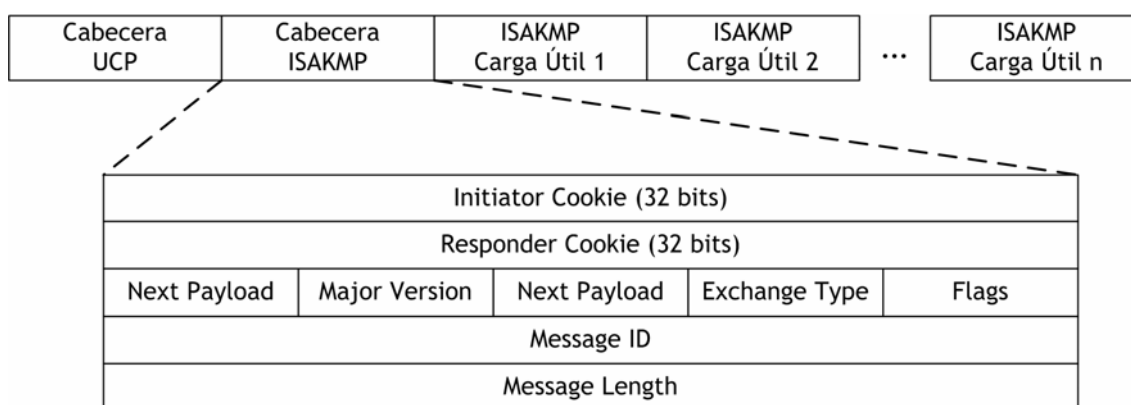 Cabecera
UCP
Cabecera
ISAKMP
ISAKMP
Carga Útil 1
ISAKMP
Carga Útil 2
...
ISAKMP
Carga Útil n
Initiator Cookie (32 bits)
Responder Cookie (32 bits)
Next Payload Major Version Next Payload Exchange Type Flags
Message ID
Message Length